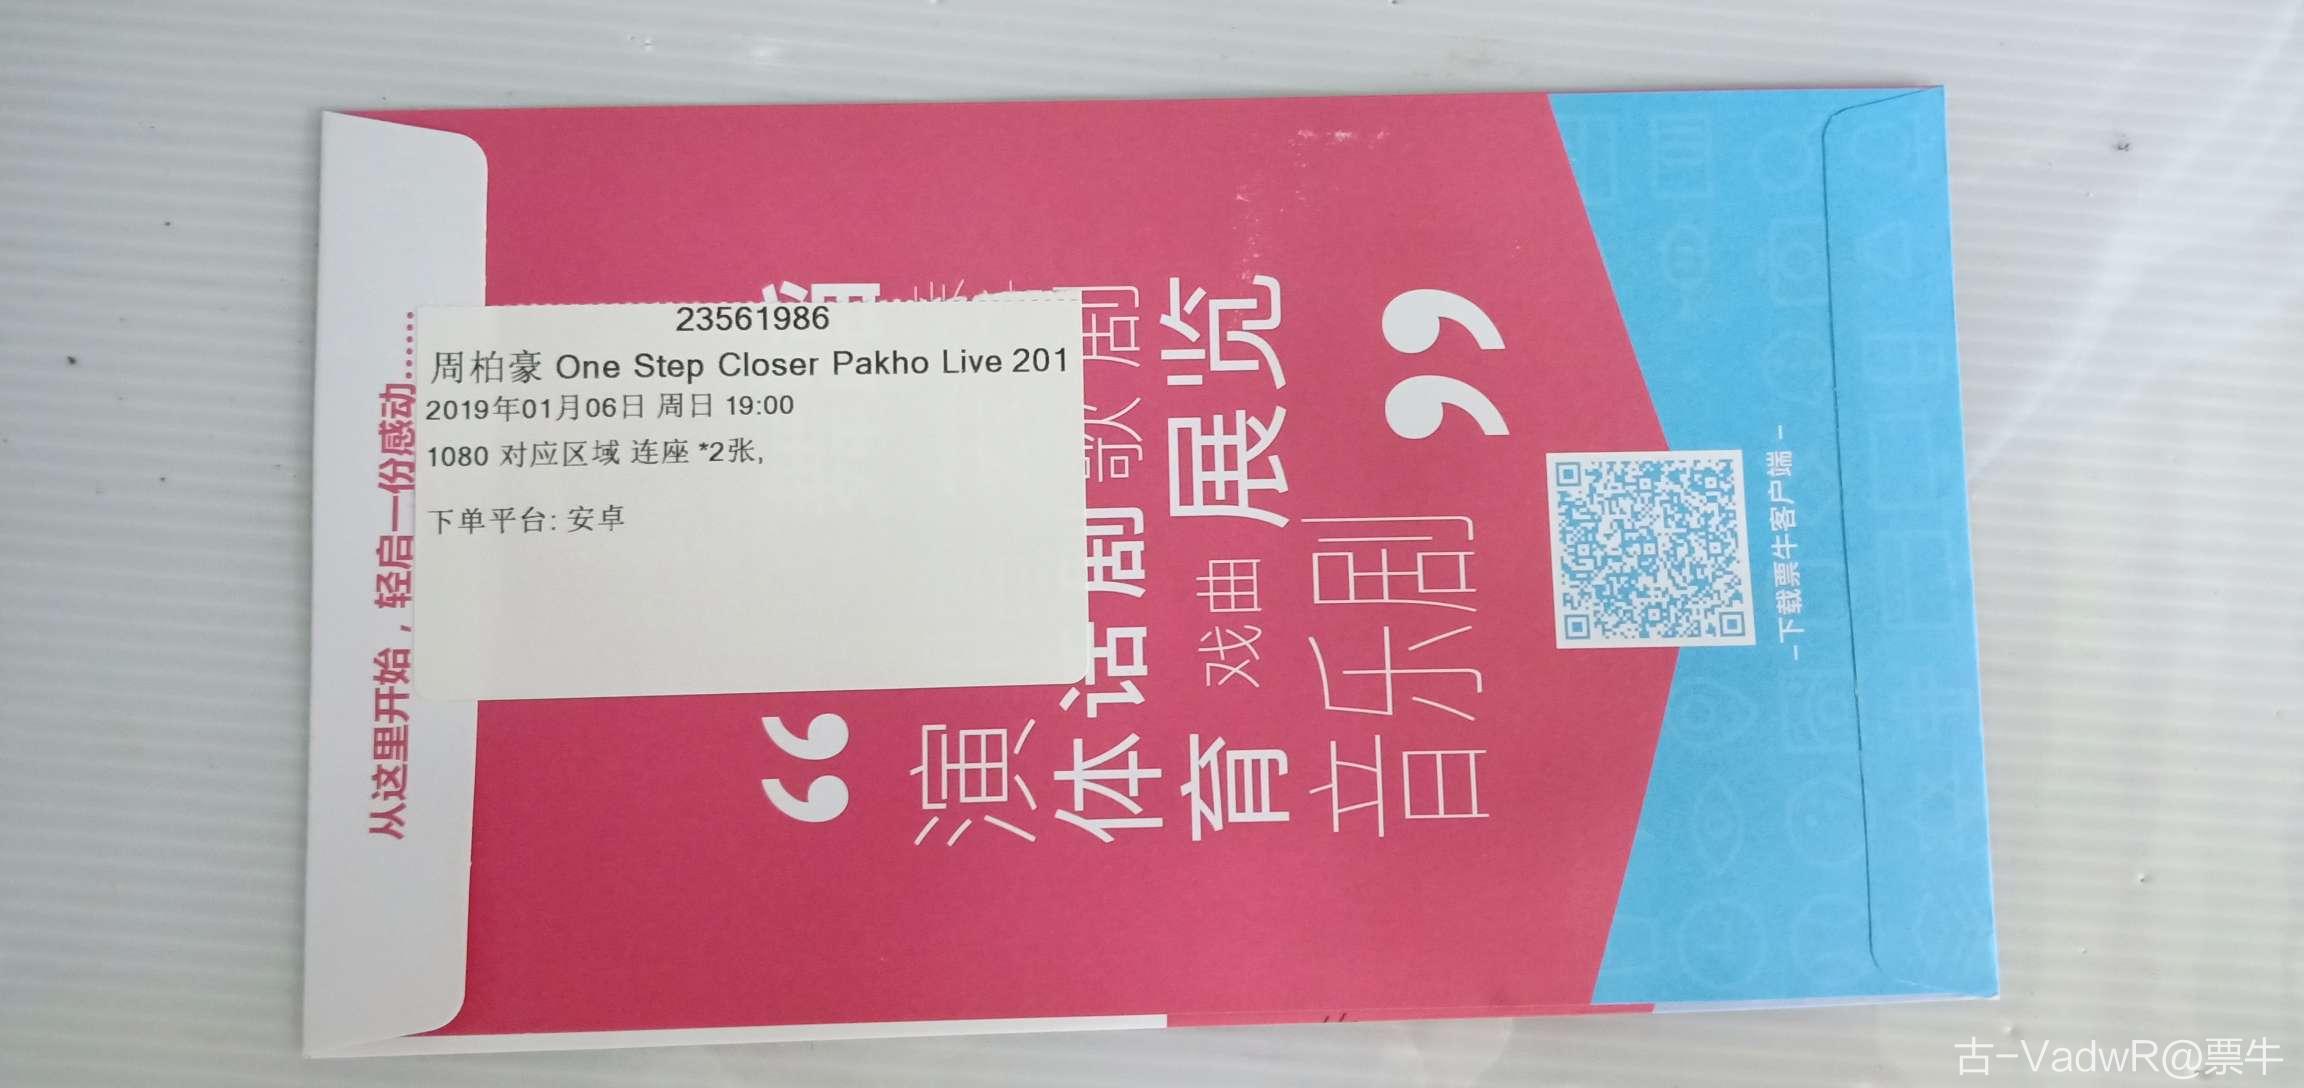 23561986
周柏豪 One Step Closer Pakho Live 201
2019年01月06日 周日 19:00
1080 对应区域 连座 *2张,
下单平台: 安卓
从这里开始，轻启一份感动……
“
演
体话剧 歌剧
育 戏曲 展览
音乐剧
”
- 下载票牛客户端 -
古-VadwR@票牛